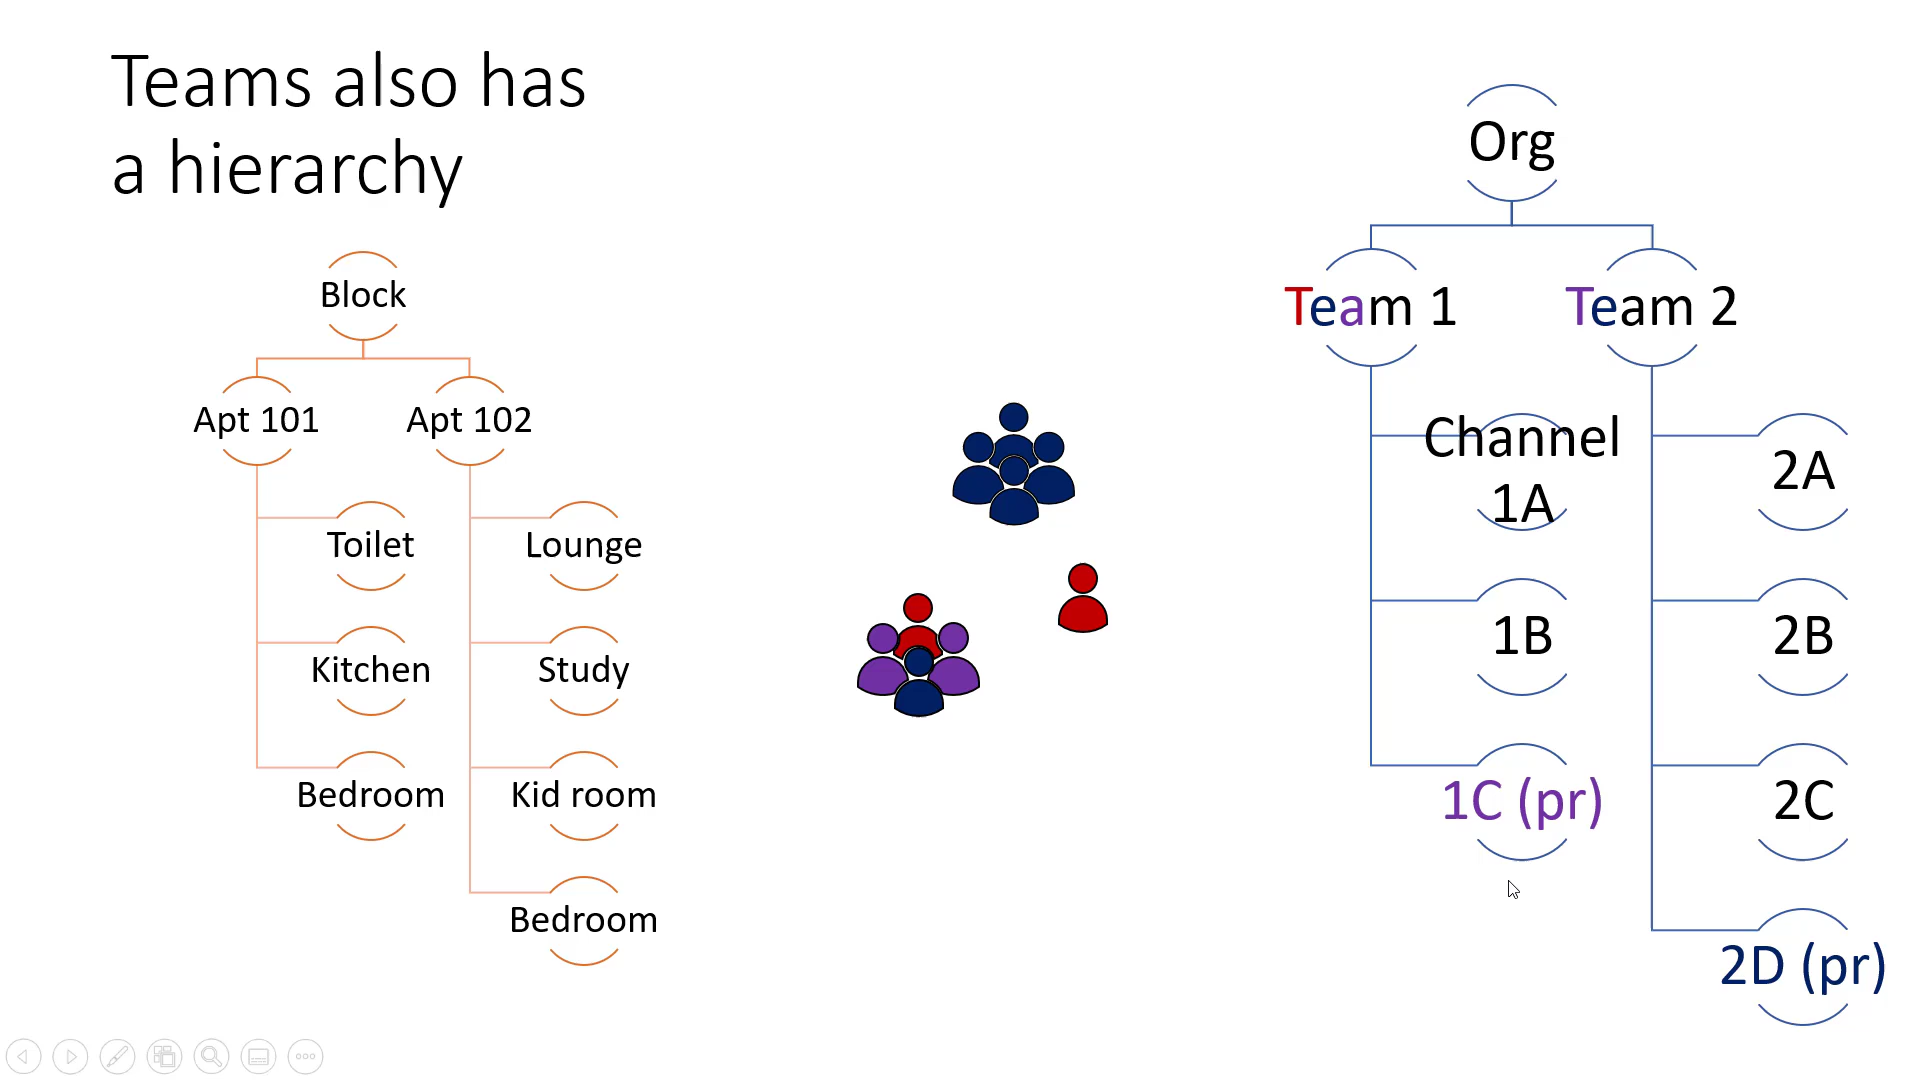 Teams also has
a hierarchy
Block
Apt 101
Apt 102
Toilet
Lounge
Kitchen
Study
Bedroom
Kid room
Bedroom
Org
Team 1
Team 2
Channel
1A
2A
1B
2B
1C (pr)
2C
2D (pr)